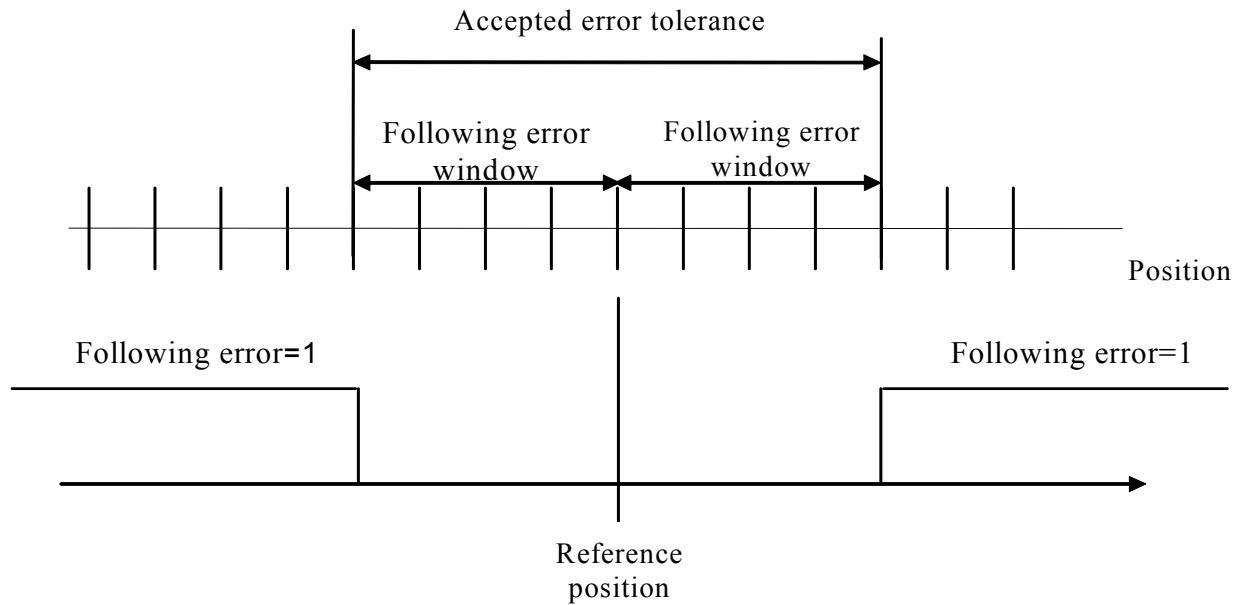 Accepted error tolerance
Following error
window
Following error
window
Position
Following error=1
Following error=1
Reference
position